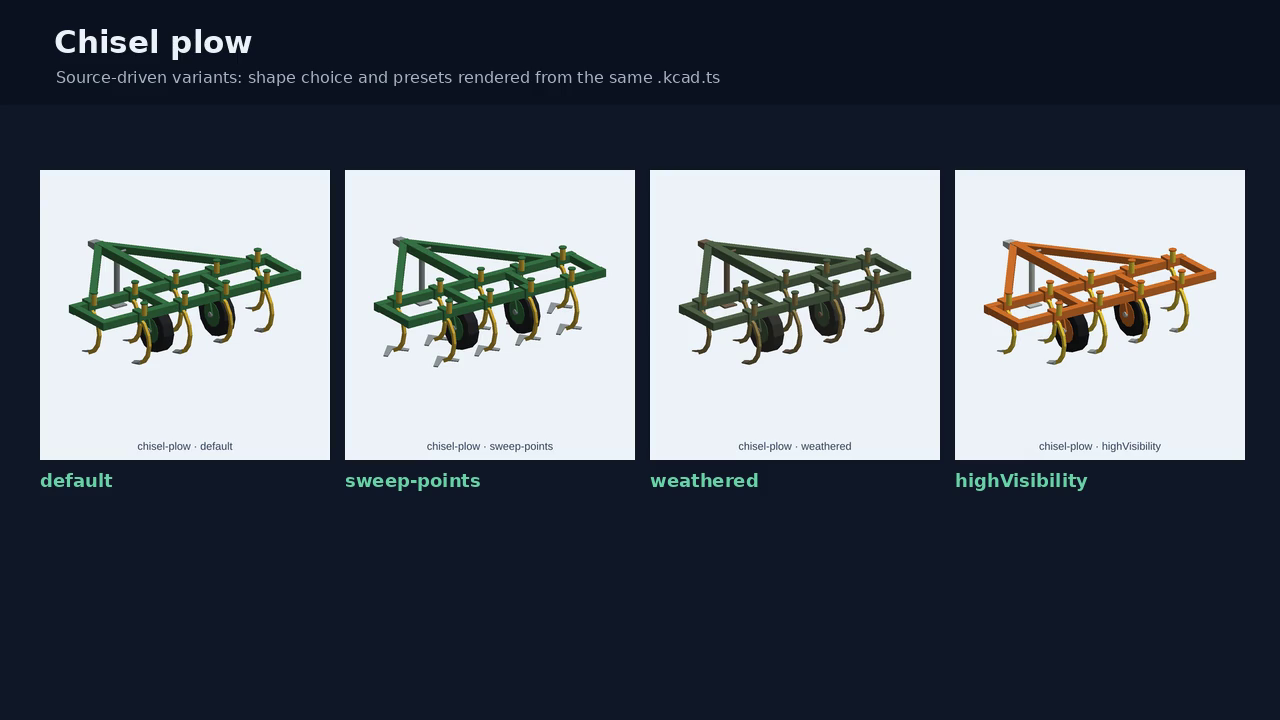 Chisel plow
Source-driven variants: shape choice and presets rendered from the same .kcad.ts
chisel-plow · default
chisel-plow · sweep-points
chisel-plow · weathered
chisel-plow · highVisibility
default
sweep-points
weathered
highVisibility